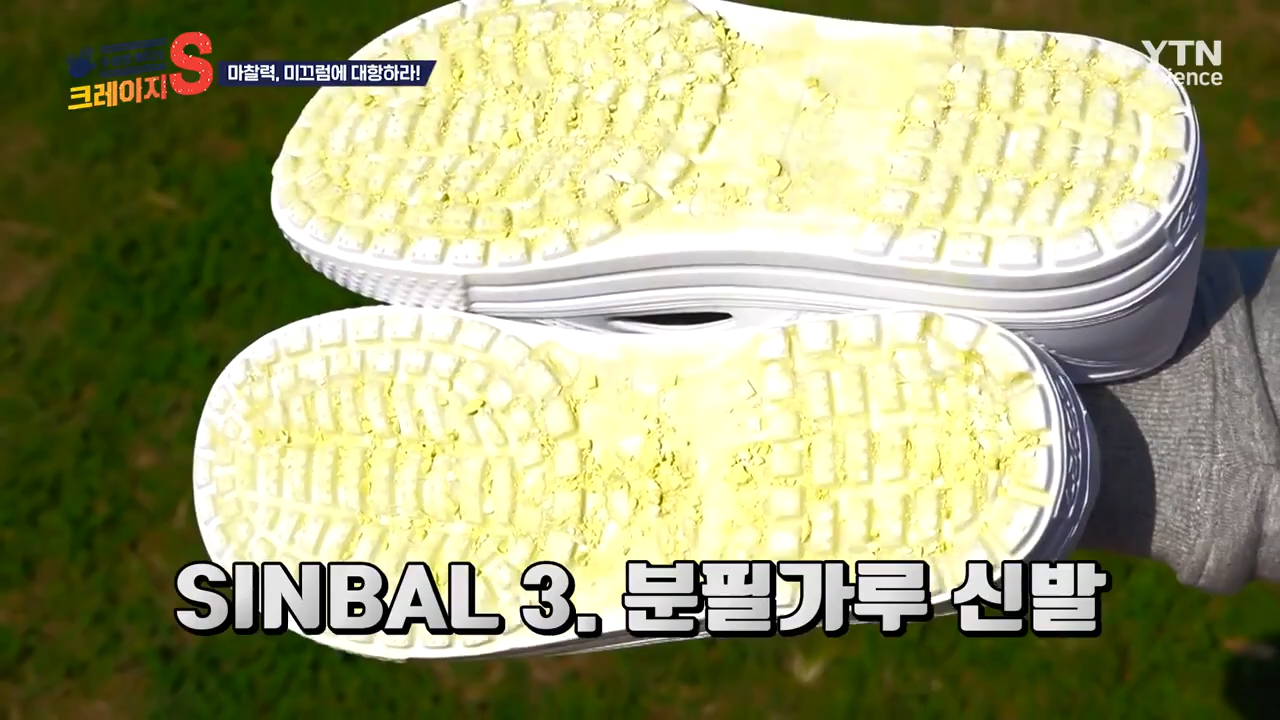 크레이지 S
마찰력, 미끄럼에 대항하라!
YTN
science
SINBAL 3. 분필가루 신발